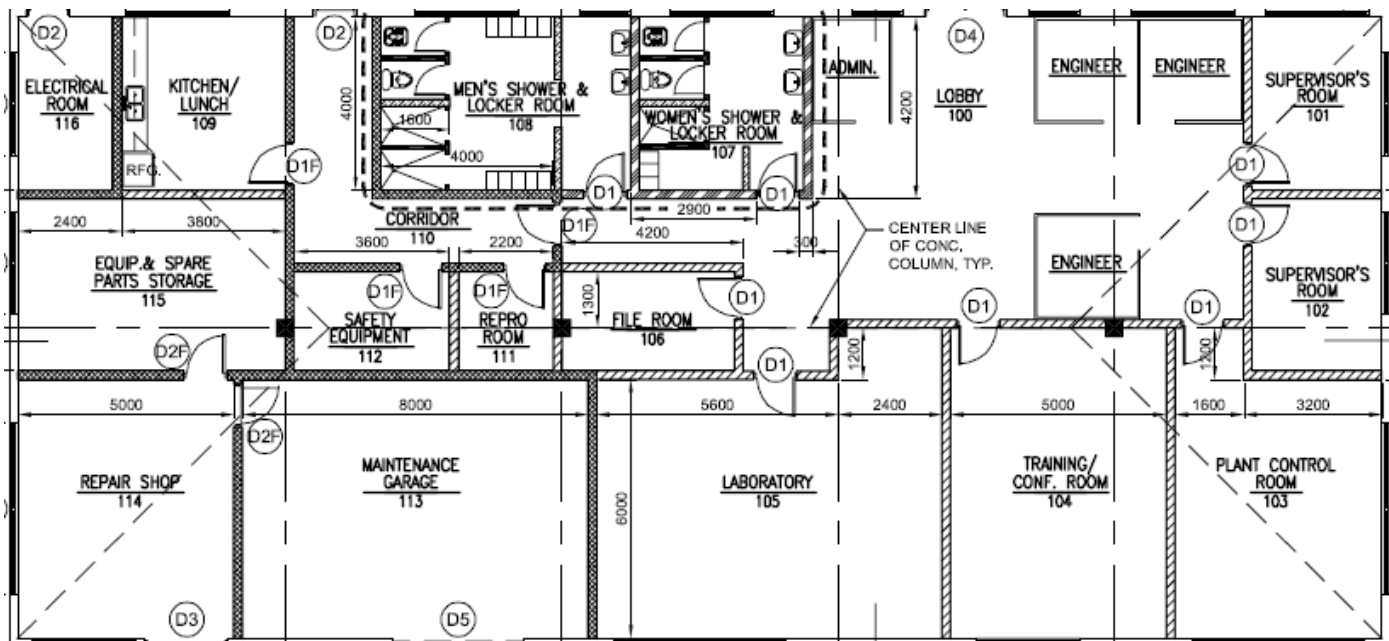 D2
D2
D4
ELECTRICAL
ROOM
116
KITCHEN/
LUNCH
109
RFG.
D1F
4000
MEN'S SHOWER &
LOCKER ROOM
108
1600
4000
WOMEN'S SHOWER &
LOCKER ROOM
107
ADMIN.
4200
LOBBY
100
ENGINEER
ENGINEER
SUPERVISOR'S
ROOM
101
D1
D1
D1
D1
2400
3800
CORRIDOR
110
D1F
2900
4200
300
3600
2200
CENTER LINE
OF CONC.
COLUMN, TYP.
ENGINEER
SUPERVISOR'S
ROOM
102
EQUIP.& SPARE
PARTS STORAGE
115
D1F
D1F
1300
D1
D1
D1
SAFETY
EQUIPMENT
112
REPRO
ROOM
111
FILE ROOM
106
D2F
D1
1200
1200
5000
8000
5600
2400
5000
1600
3200
D2F
REPAIR SHOP
114
MAINTENANCE
GARAGE
113
6000
LABORATORY
105
TRAINING/
CONF. ROOM
104
PLANT CONTROL
ROOM
103
D3
D5